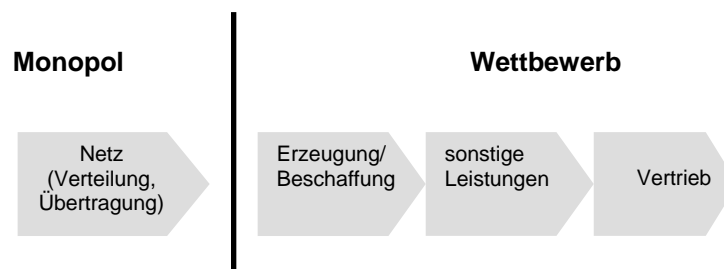 Monopol
Wettbewerb
Netz
(Verteilung,
Übertragung)
Erzeugung/
Beschaffung
sonstige
Leistungen
Vertrieb